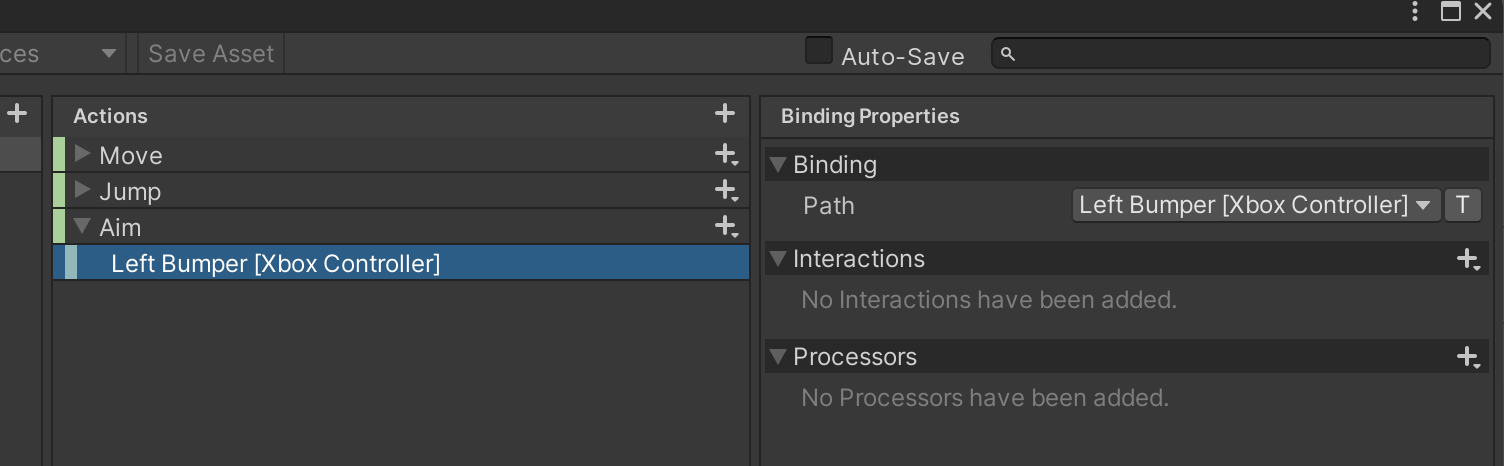 ces
Save Asset
Auto-Save
Actions
Move
Jump
Aim
Left Bumper [Xbox Controller]
Binding Properties
Binding
Path
Left Bumper [Xbox Controller]
T
Interactions
No Interactions have been added.
Processors
No Processors have been added.